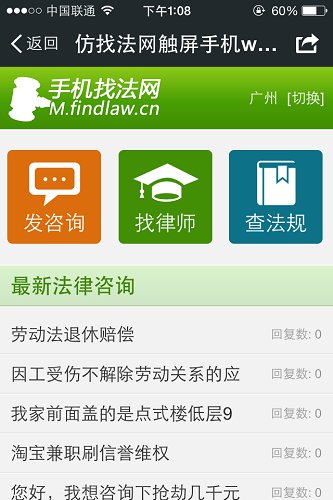 中国联通 下午1:08 60%
返回 仿找法网触屏手机w...
手机找法网
M.findlaw.cn
广州 [切换]
发咨询 找律师 查法规
最新法律咨询
劳动法退休赔偿 回复数: 0
因工受伤不解除劳动关系的应 回复数: 0
我家前面盖的是点式楼低层9 回复数: 0
淘宝兼职刷信誉维权 回复数: 0
您好，我想咨询下抢劫几千元 回复数: 0